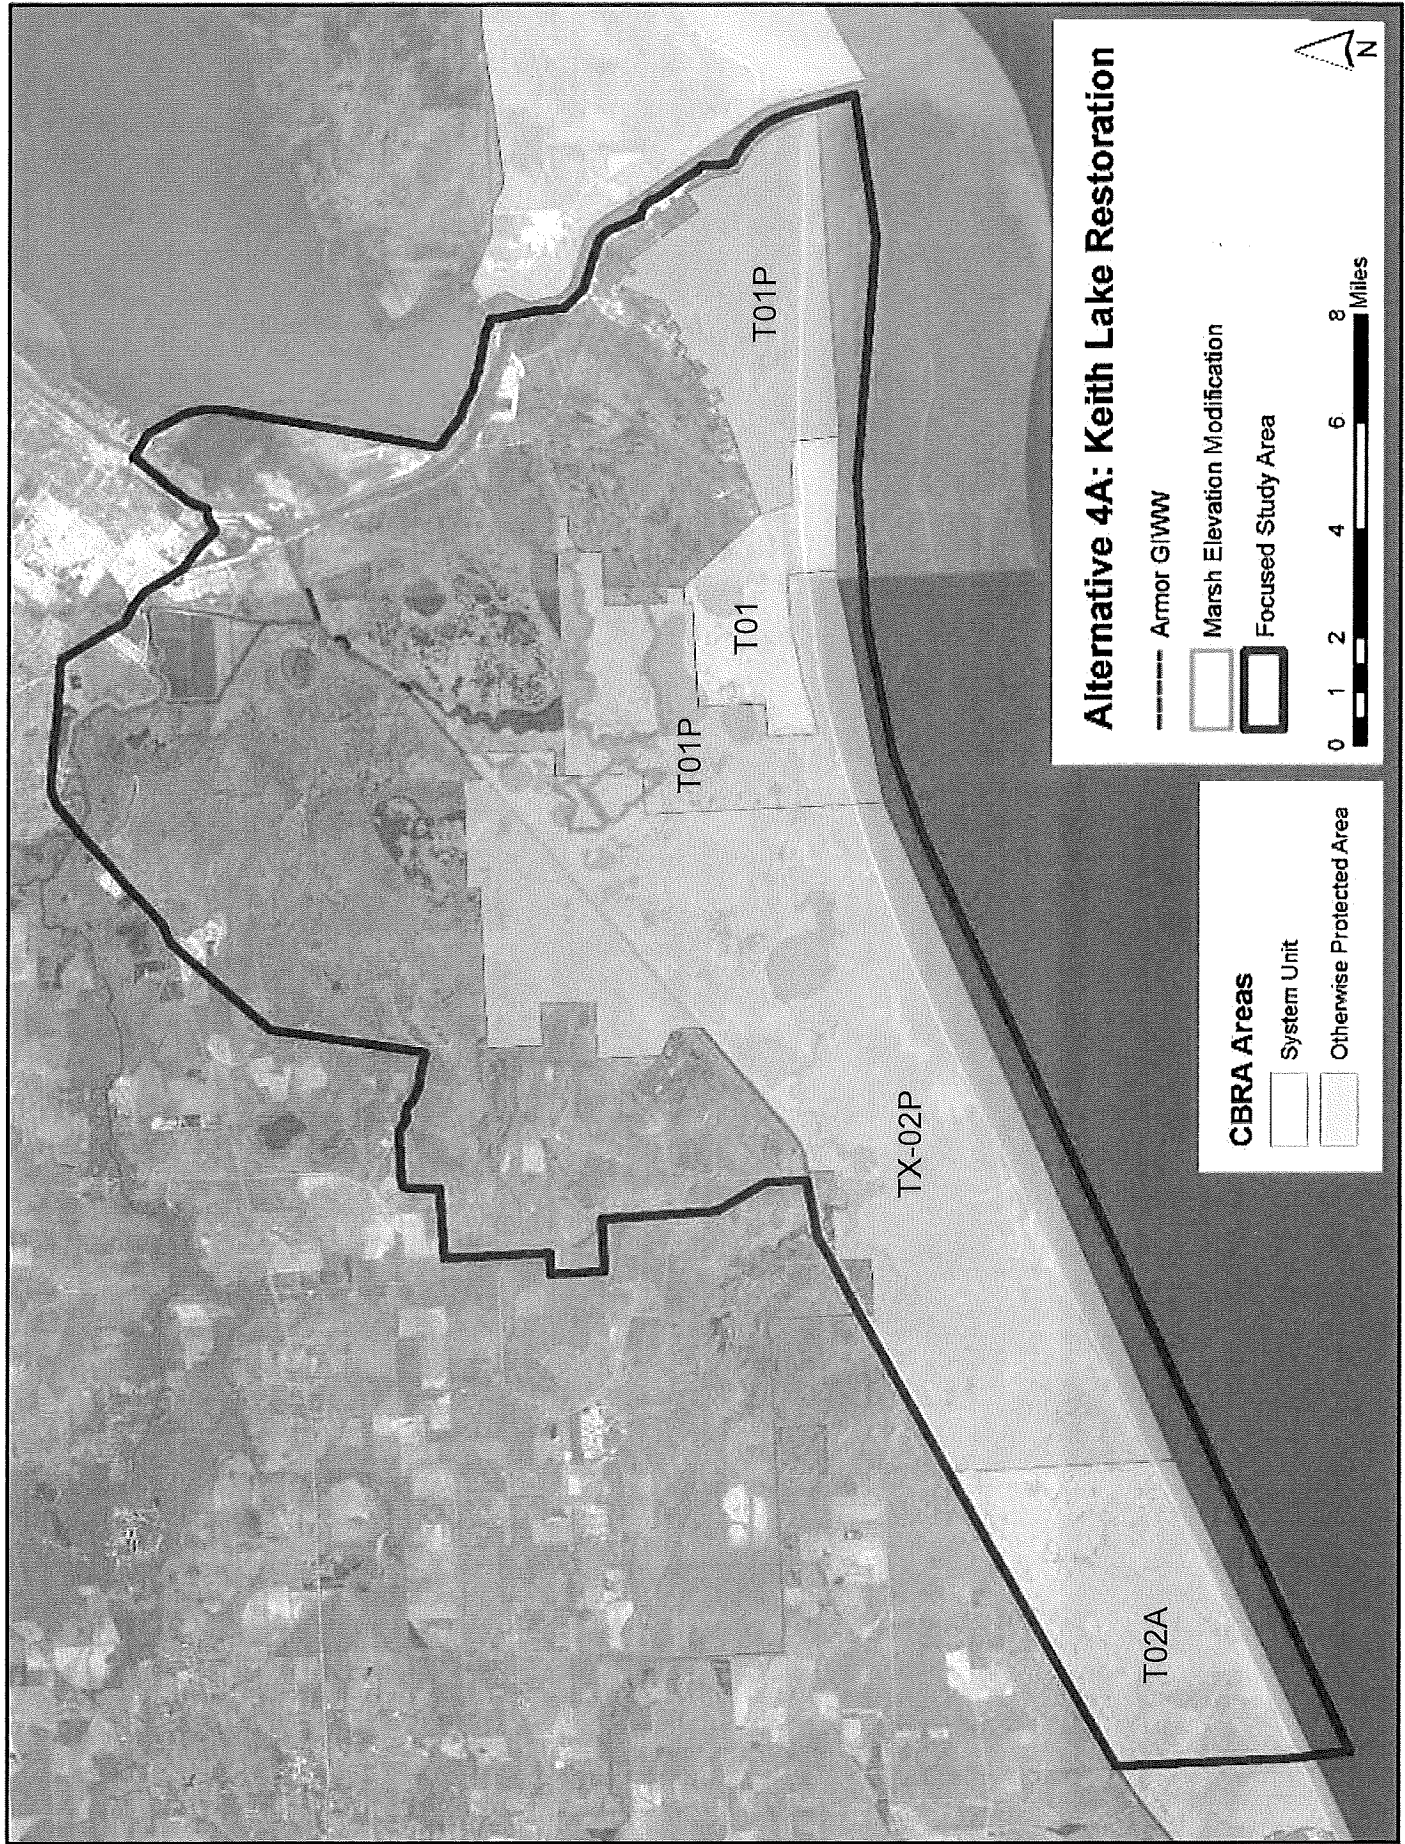 T01P
T01
T01P
TX-02P
T02A
CBRA Areas
System Unit
Otherwise Protected Area
Alternative 4A: Keith Lake Restoration
Armor GIWW
Marsh Elevation Modification
Focused Study Area
0 1 2 4 6 8 Miles
N